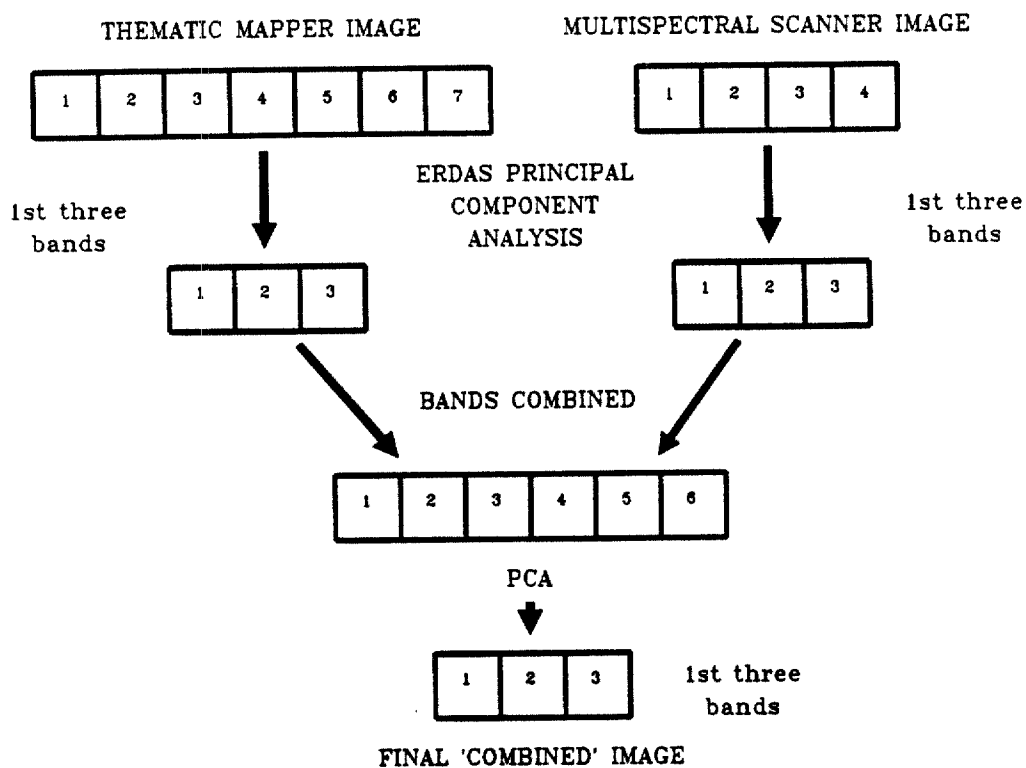 THEMATIC MAPPER IMAGE
MULTISPECTRAL SCANNER IMAGE
1 2 3 4 5 6 7
1 2 3 4
ERDAS PRINCIPAL
COMPONENT
ANALYSIS
1st three
bands
1st three
bands
1 2 3
1 2 3
BANDS COMBINED
1 2 3 4 5 6
PCA
1 2 3
1st three
bands
FINAL 'COMBINED' IMAGE